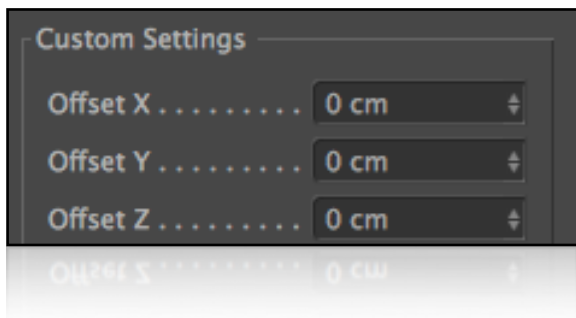 Custom Settings
Offset X . . . . . . . . . 0 cm
Offset Y . . . . . . . . . 0 cm
Offset Z . . . . . . . . . 0 cm